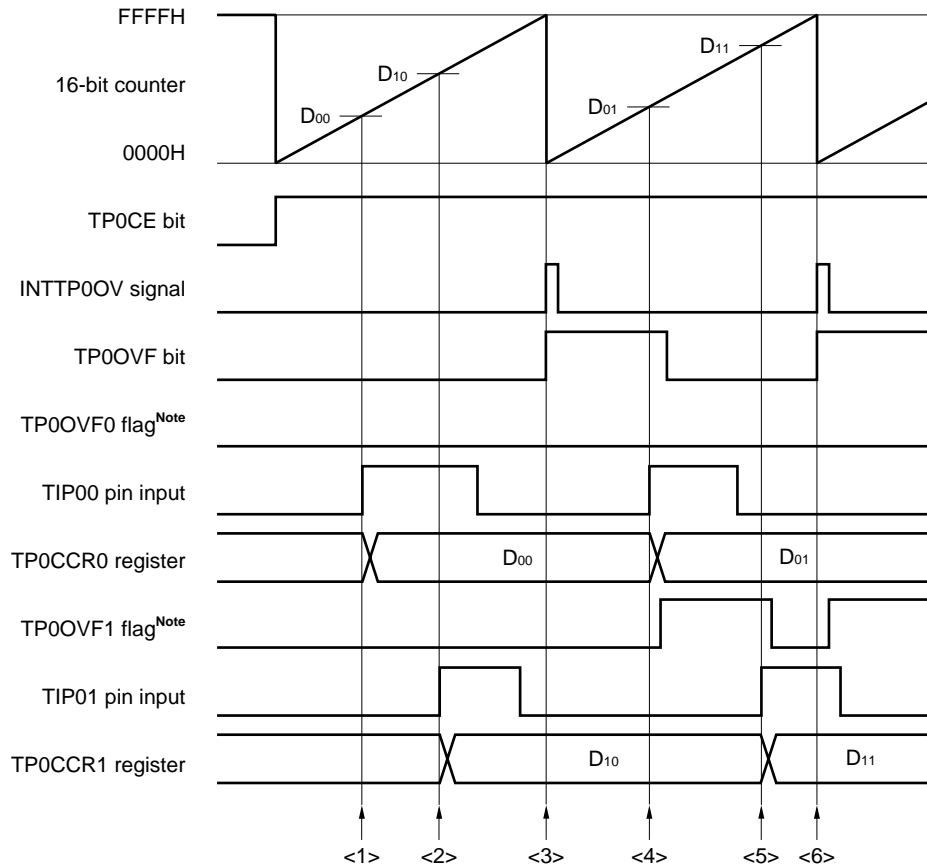 FFFFH
D11
D10
16-bit counter
D00
D01
0000H
TP0CE bit
INTTP0OV signal
TP0OVF bit
TP0OVF0 flagNote
TIP00 pin input
TP0CCR0 register
D00
D01
TP0OVF1 flagNote
TIP01 pin input
TP0CCR1 register
D10
D11
<1> <2> <3> <4> <5> <6>